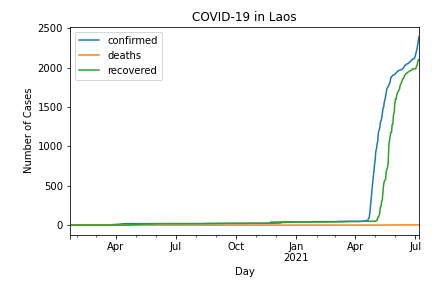 COVID-19 in Laos
2500
2000
1500
1000
500
0
Number of Cases
confirmed
deaths
recovered
Apr Jul Oct Jan Apr Jul
2021
Day